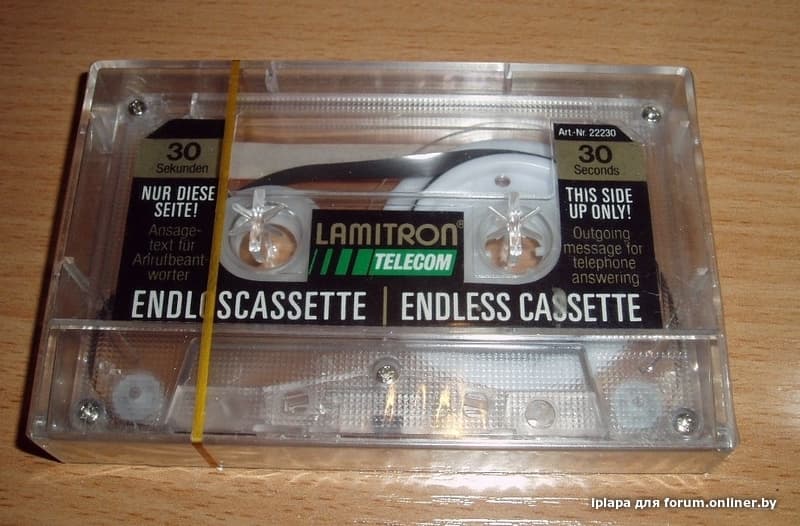 30
Sekunden
NUR DIESE
SEITE!
Ansage-
text für
Anrufbeant-
worter
LAMITRON®
TELECOM
Art.-Nr. 22230
30
Seconds
THIS SIDE
UP ONLY!
Outgoing
message for
telephone
answering
ENDLOSCASSETTE | ENDLESS CASSETTE
lplapa для forum.onliner.by